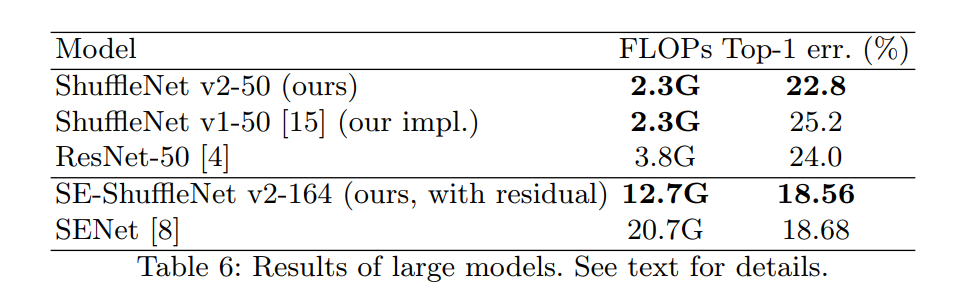 Model FLOPs Top-1 err. (%)
ShuffleNet v2-50 (ours) 2.3G 22.8
ShuffleNet v1-50 [15] (our impl.) 2.3G 25.2
ResNet-50 [4] 3.8G 24.0
SE-ShuffleNet v2-164 (ours, with residual) 12.7G 18.56
SENet [8] 20.7G 18.68
Table 6: Results of large models. See text for details.